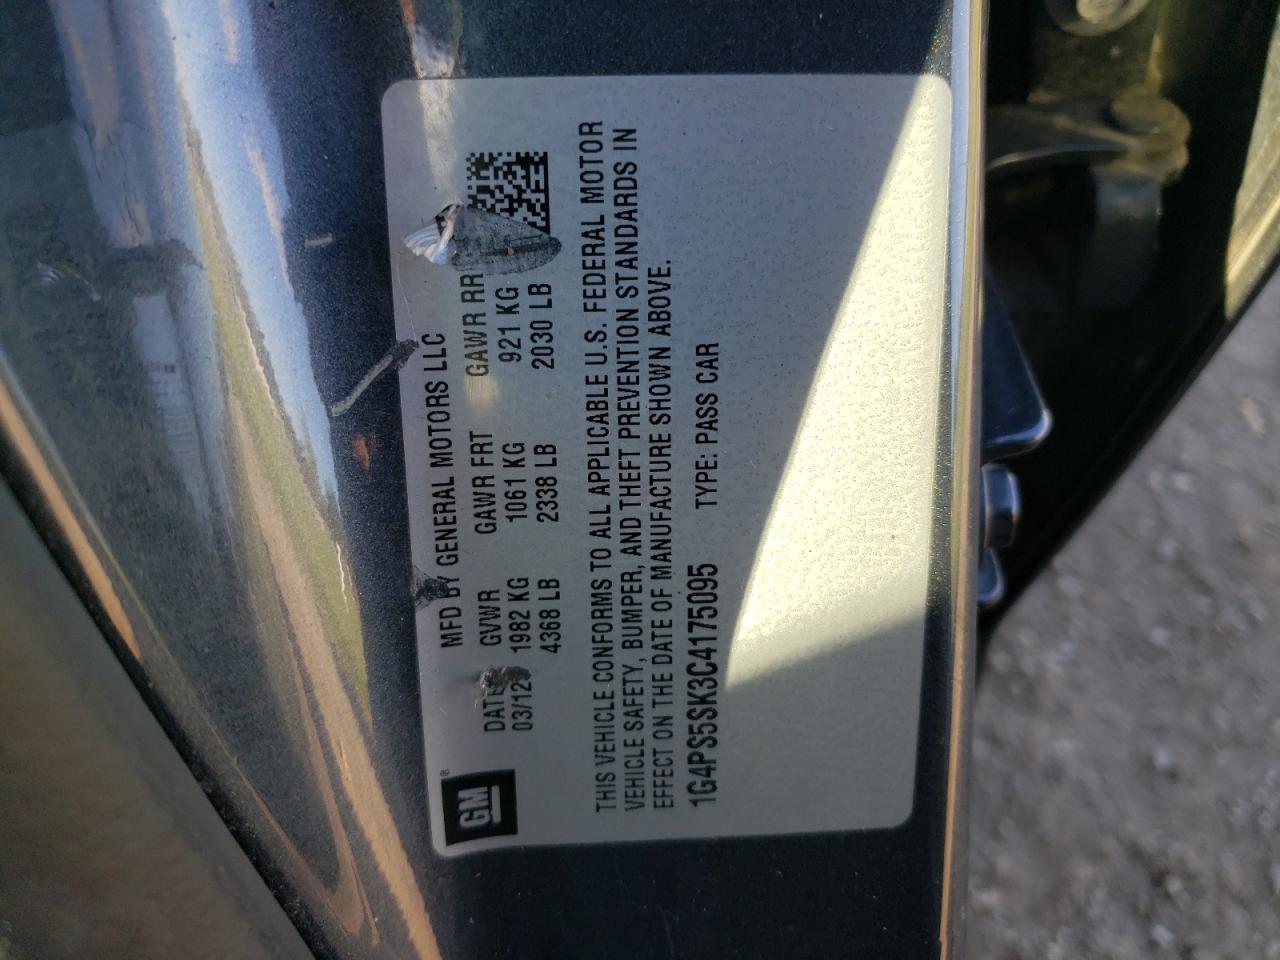 GM®
MFD BY GENERAL MOTORS LLC
DATE GVWR GAWR FRT GAWR RR
03/12 1982 KG 1061 KG 921 KG
4368 LB 2338 LB 2030 LB
THIS VEHICLE CONFORMS TO ALL APPLICABLE U.S. FEDERAL MOTOR
VEHICLE SAFETY, BUMPER, AND THEFT PREVENTION STANDARDS IN
EFFECT ON THE DATE OF MANUFACTURE SHOWN ABOVE.
1G4PS5SK3C4175095 TYPE: PASS CAR